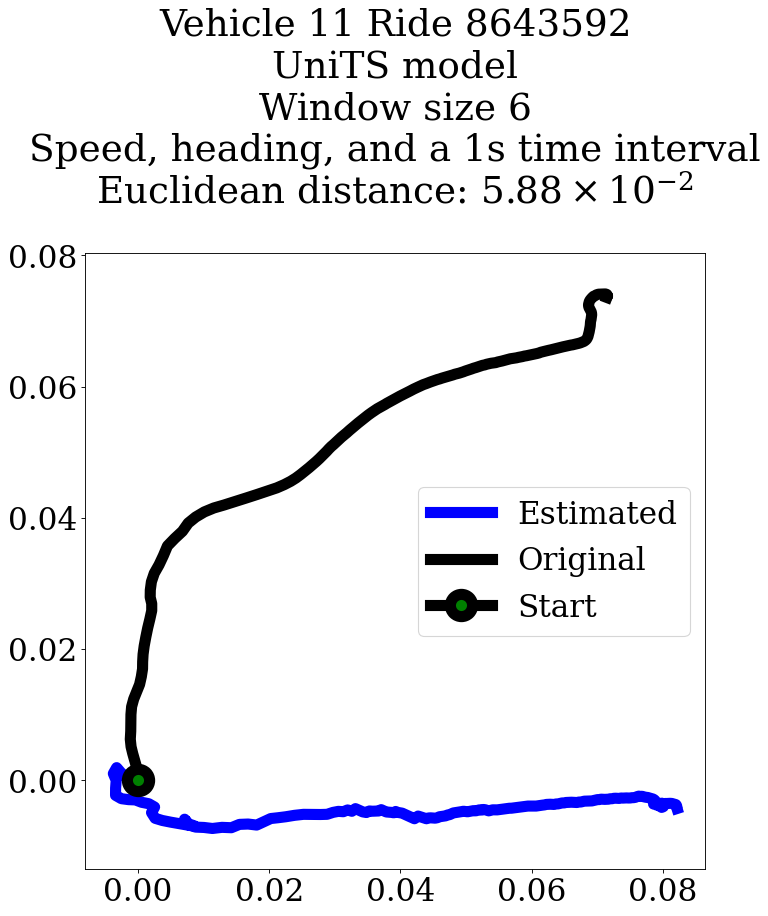 Vehicle 11 Ride 8643592
UniTS model
Window size 6
Speed, heading, and a 1s time interval
Euclidean distance: 5.88 × 10⁻²
0.08
0.06
0.04
0.02
0.00
Estimated
Original
Start
0.00 0.02 0.04 0.06 0.08